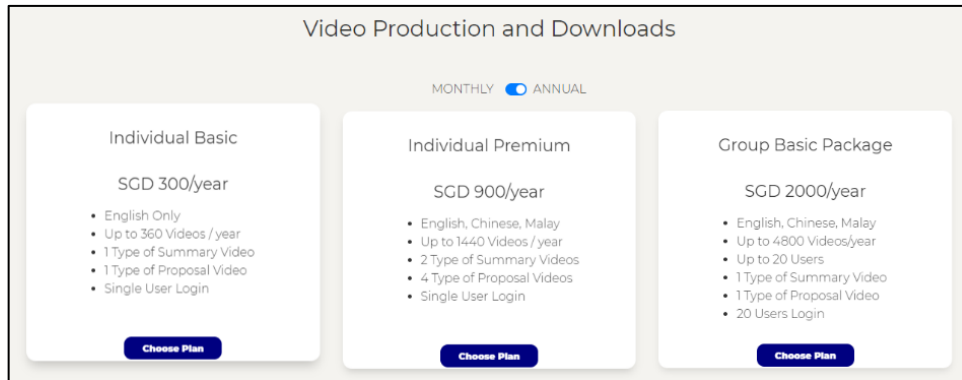 Video Production and Downloads
MONTHLY ANNUAL
Individual Basic
SGD 300/year
• English Only
• Up to 360 Videos / year
• 1 Type of Summary Video
• 1 Type of Proposal Video
• Single User Login
Choose Plan
Individual Premium
SGD 900/year
• English, Chinese, Malay
• Up to 1440 Videos / year
• 2 Type of Summary Videos
• 4 Type of Proposal Videos
• Single User Login
Choose Plan
Group Basic Package
SGD 2000/year
• English, Chinese, Malay
• Up to 4800 Videos/year
• Up to 20 Users
• 1 Type of Summary Video
• 1 Type of Proposal Video
• 20 Users Login
Choose Plan